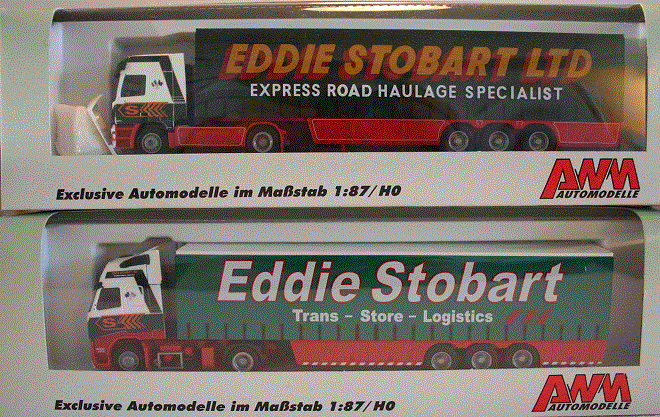 EDDIE STOBART LTD
EXPRESS ROAD HAULAGE SPECIALIST
S
Exclusive Automodelle im Maßstab 1:87/H0
AWM
AUTOMODELLE
Eddie Stobart
Trans - Store - Logistics
S
Exclusive Automodelle im Maßstab 1:87/H0
AWM
AUTOMODELLE